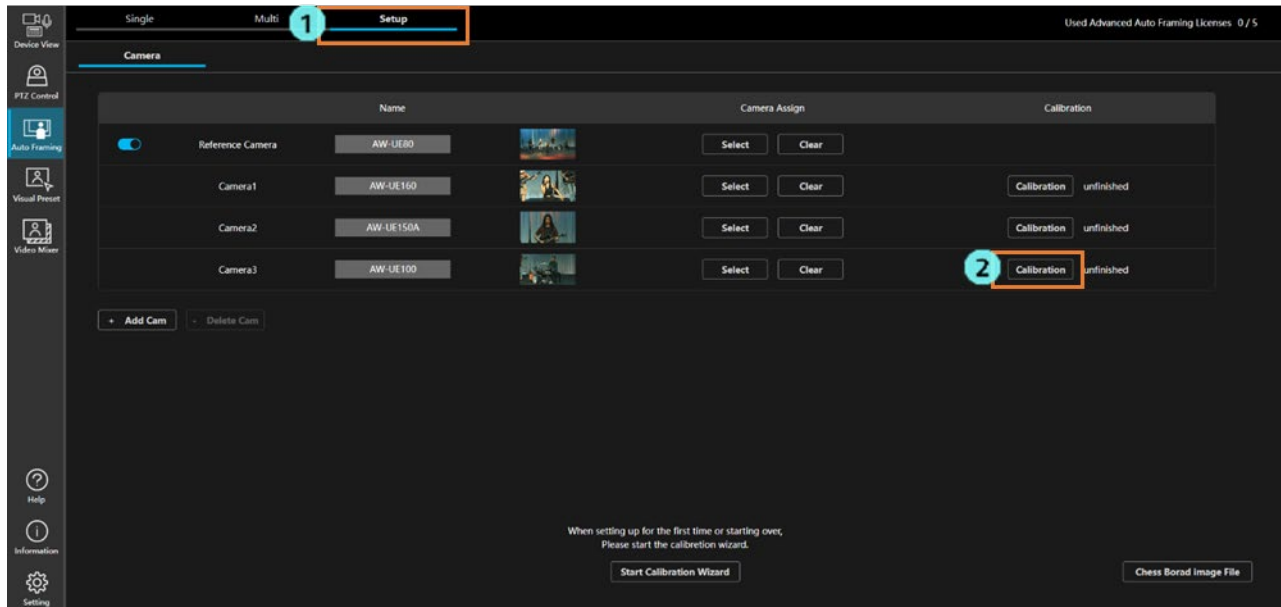 Single Multi 1 Setup Used Advanced Auto Framing Licenses 0 / 5
Device View
Camera
PTZ Control
Name Camera Assign Calibration
Auto Framing
Reference Camera AW-UE80 Select Clear
Visual Preset
Camera1 AW-UE160 Select Clear Calibration unfinished
Video Mixer
Camera2 AW-UE150A Select Clear Calibration unfinished
Camera3 AW-UE100 Select Clear 2 Calibration unfinished
+ Add Cam - Delete Cam
Help
Information
Setting
When setting up for the first time or starting over,
Please start the calibretion wizard.
Start Calibration Wizard Chess Borad image File